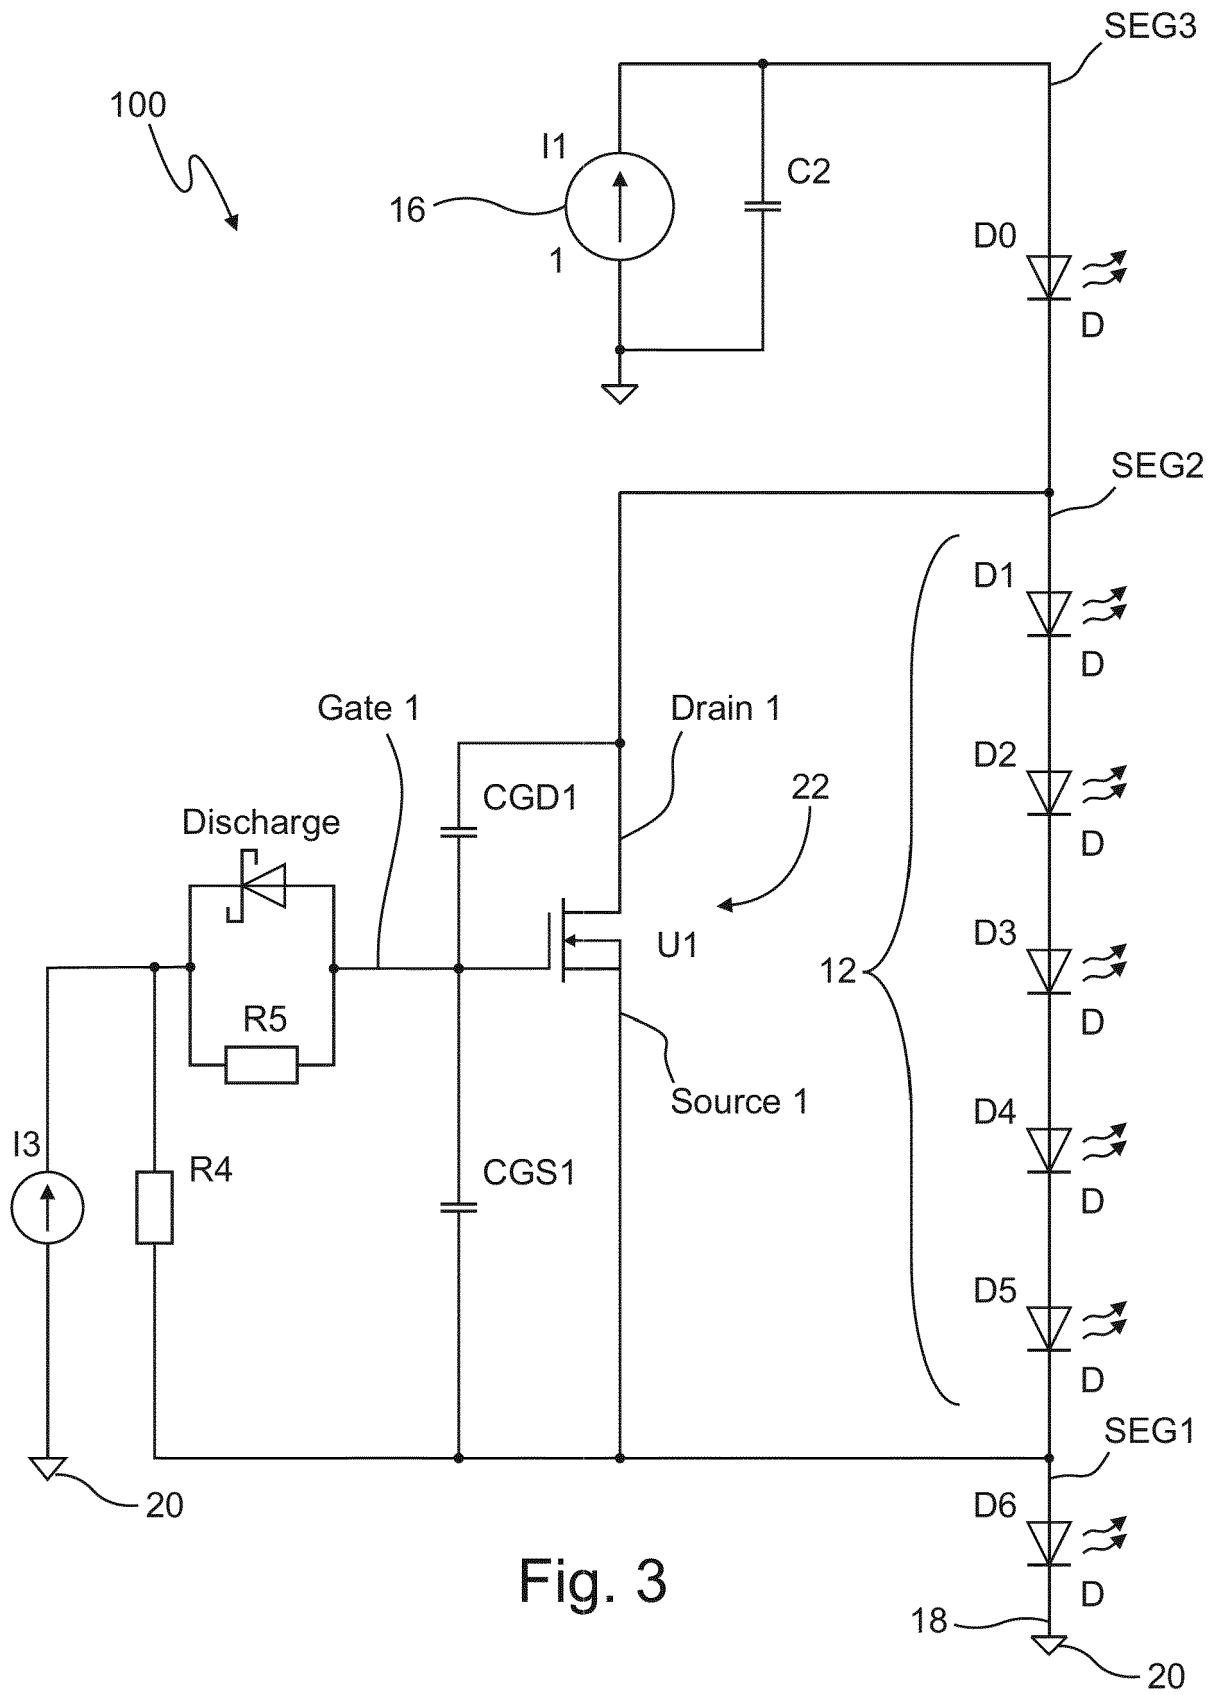 SEG3
100
I1
C2
16
1
D0
D
SEG2
D1
D
Gate 1
Drain 1
D2
22
CGD1
Discharge
D
D3
U1
12
R5
D
Source 1
D4
I3
R4
CGS1
D
D5
D
SEG1
20
D6
Fig. 3
D
18
20